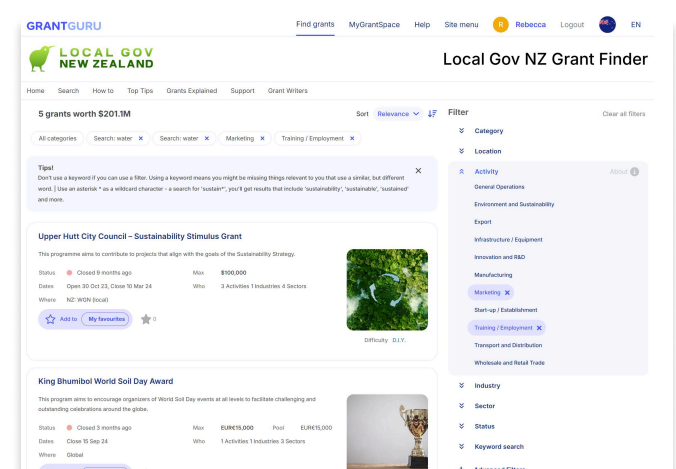 GRANTGURU Find grants MyGrantSpace Help Site menu R Rebecca Logout EN
LOCAL GOV
NEW ZEALAND
Local Gov NZ Grant Finder
Home Search How to Top Tips Grants Explained Support Grant Writers
5 grants worth $201.1M Sort Relevance
All categories Search: water × Search: water × Marketing × Training / Employment ×
Tips!
Don't use a keyword if you can use a filter. Using a keyword means you might be missing things relevant to you that use a similar, but different
word. | Use an asterisk * as a wildcard character - a search for 'sustain*', you'll get results that include 'sustainability', 'sustainable', 'sustained'
and more.
Upper Hutt City Council – Sustainability Stimulus Grant
This programme aims to contribute to projects that align with the goals of the Sustainability Strategy.
Status Closed 9 months ago Max $100,000
Dates Open 30 Oct 23, Close 10 Mar 24 Who 3 Activities 1 Industries 4 Sectors
Where NZ: WGN (local)
Add to My favourites 0
Difficulty D.I.Y.
King Bhumibol World Soil Day Award
This program aims to encourage organizers of World Soil Day events at all levels to facilitate challenging and
outstanding celebrations around the globe.
Status Closed 3 months ago Max EUR€15,000 Pool EUR€15,000
Dates Close 15 Sep 24 Who 1 Activities 1 Industries 3 Sectors
Where Global
Filter Clear all filters
Category
Location
Activity About i
General Operations
Environment and Sustainability
Export
Infrastructure / Equipment
Innovation and R&D
Manufacturing
Marketing ×
Start-up / Establishment
Training / Employment ×
Transport and Distribution
Wholesale and Retail Trade
Industry
Sector
Status
Keyword search